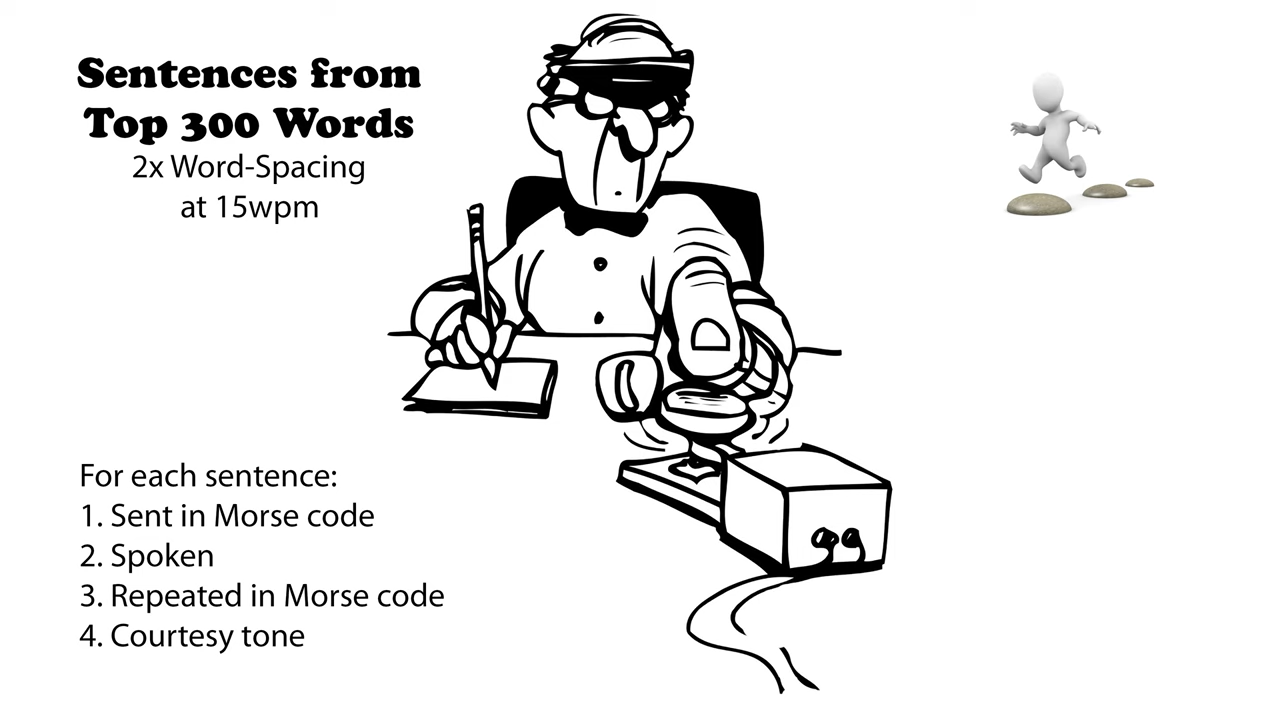 Sentences from
Top 300 Words
2x Word-Spacing
at 15wpm
For each sentence:
1. Sent in Morse code
2. Spoken
3. Repeated in Morse code
4. Courtesy tone